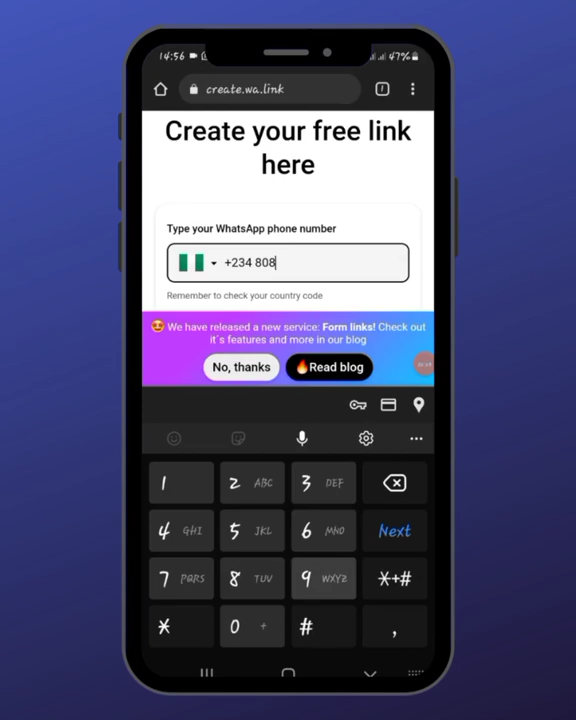 14:56
47%
create.wa.link
Create your free link
here
Type your WhatsApp phone number
+234 808
Remember to check your country code
We have released a new service: Form links! Check out
it´s features and more in our blog
No, thanks
Read blog
1
2 ABC
3 DEF
4 GHI
5 JKL
6 MNO
Next
7 PQRS
8 TUV
9 WXYZ
*+#
*
0 +
#
,